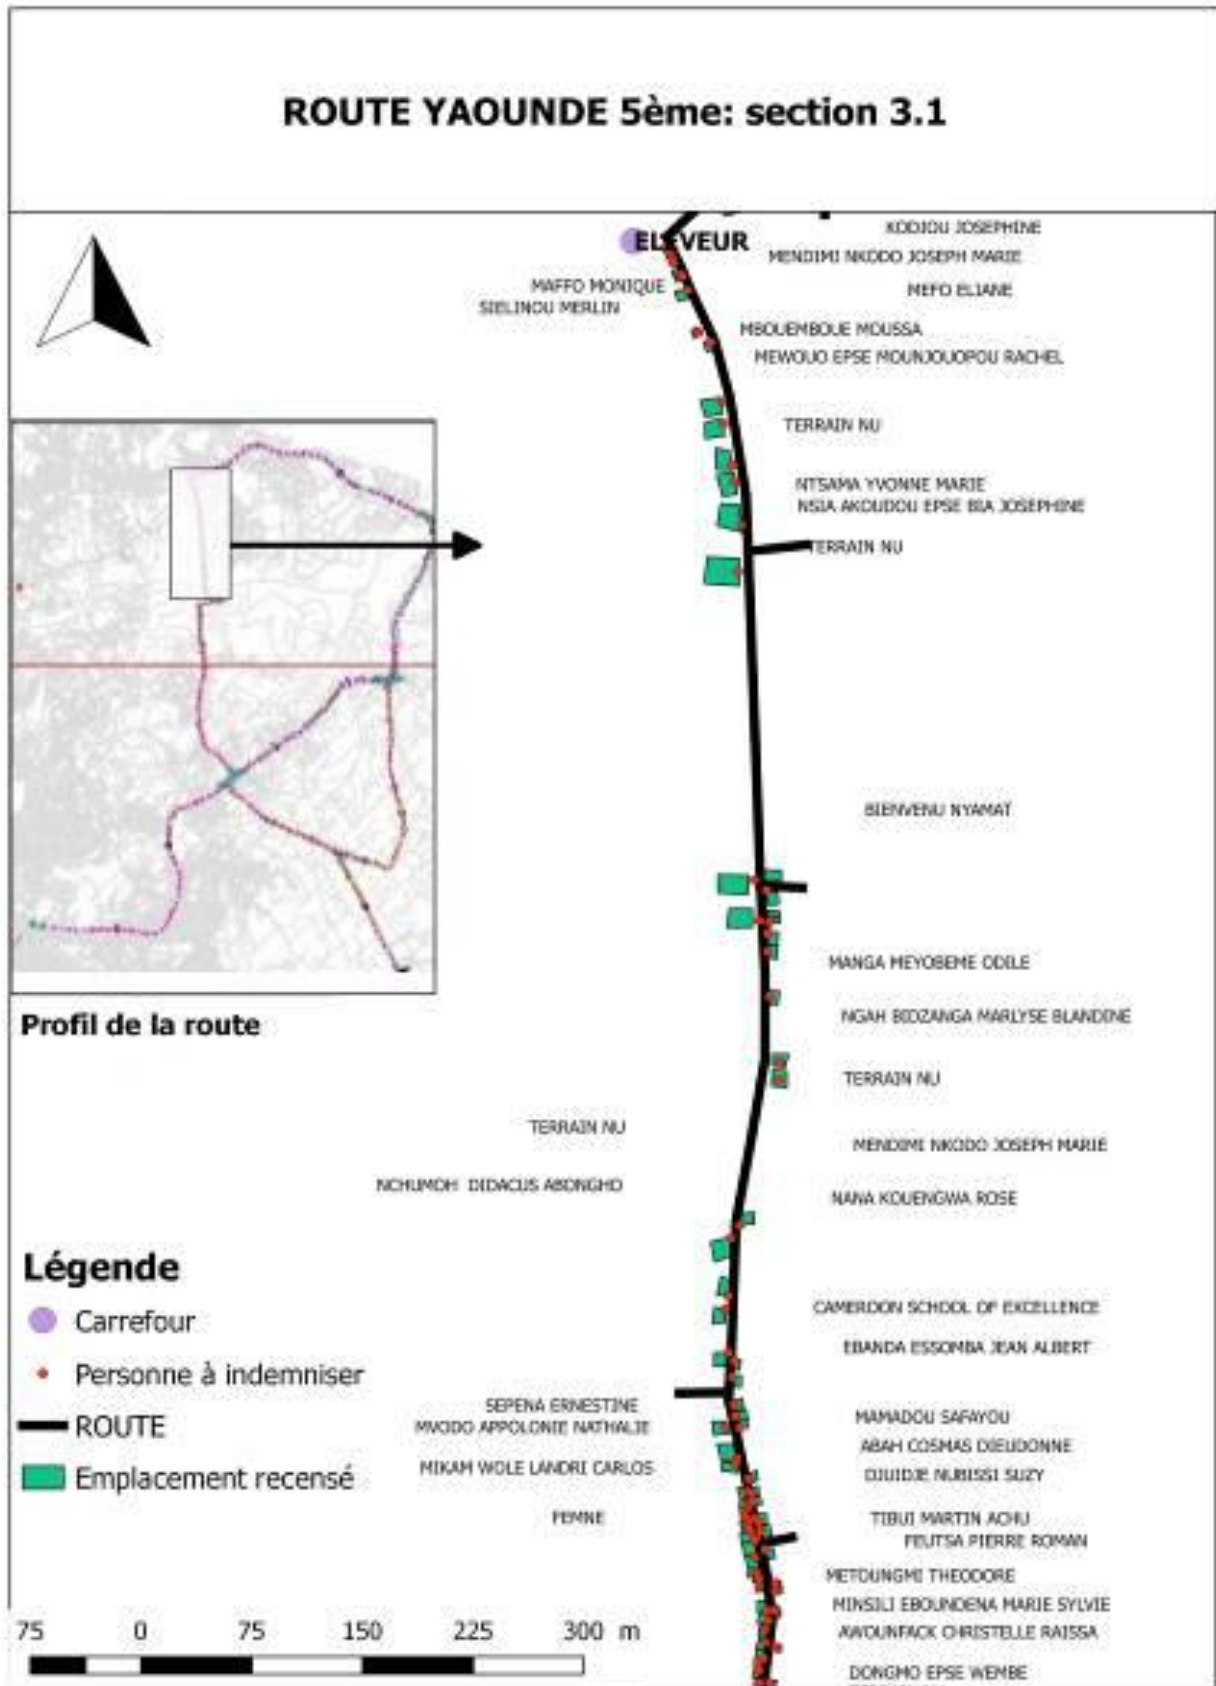 ROUTE YAOUNDE 5ème: section 3.1
KODJOU JOSEPHINE
ELEVEUR
MENDIMI NKODO JOSEPH MARIE
MAFFO MONIQUE
MEFO ELIANE
SIELINOU MERLIN
MBOUEMBOUE MOUSSA
MEWOUO EPSE MOUNJOUOPOU RACHEL
TERRAIN NU
NTSAMA YVONNE MARIE
NSIA AKOUDOU EPSE BIA JOSEPHINE
TERRAIN NU
BIENVENU NYAMAT
MANGA MEYOBEME ODILE
NGAH BIDZANGA MARLYSE BLANDINE
Profil de la route
TERRAIN NU
TERRAIN NU
MENDIMI NKODO JOSEPH MARIE
NCHUMOH DIDACUS ABONGHO
NANA KOUENGWA ROSE
Légende
Carrefour
Personne à indemniser
ROUTE
Emplacement recensé
CAMEROON SCHOOL OF EXCELLENCE
EBANDA ESSOMBA JEAN ALBERT
SEPENA ERNESTINE
MVODO APPOLONIE NATHALIE
MAMADOU SAFAYOU
ABAH COSMAS DIEUDONNE
MIKAM WOLE LANDRI CARLOS
DJUIDJE NUBISSI SUZY
FEMNE
TIBUI MARTIN ACHU
FEUTSA PIERRE ROMAN
METOUNGMI THEODORE
MINSILI EBOUNDENA MARIE SYLVIE
AWOUNFACK CHRISTELLE RAISSA
DONGMO EPSE WEMBE
75 0 75 150 225 300 m